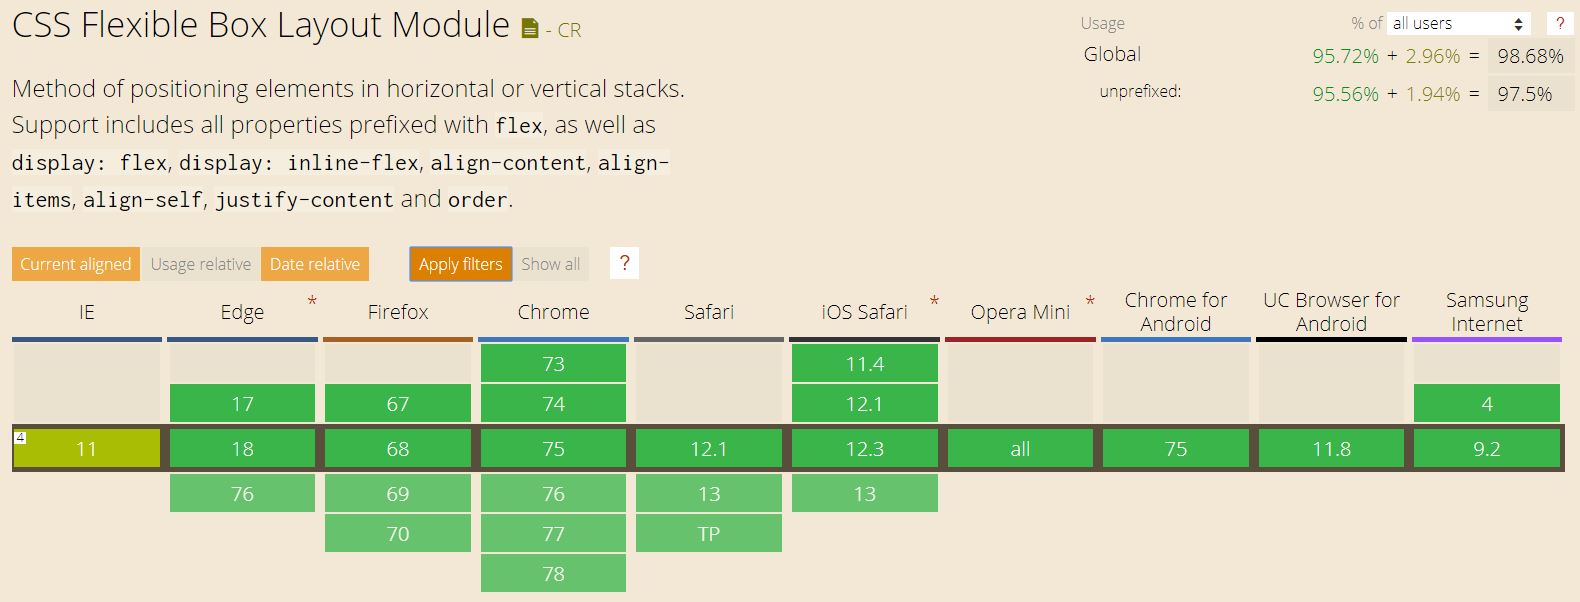 CSS Flexible Box Layout Module - CR
Usage % of all users ?
Global 95.72% + 2.96% = 98.68%
unprefixed: 95.56% + 1.94% = 97.5%
Method of positioning elements in horizontal or vertical stacks.
Support includes all properties prefixed with flex, as well as
display: flex, display: inline-flex, align-content, align-
items, align-self, justify-content and order.
Current aligned Usage relative Date relative Apply filters Show all ?
IE Edge * Firefox Chrome Safari iOS Safari * Opera Mini * Chrome for Android UC Browser for Android Samsung Internet
73 11.4
17 67 74 12.1 4
4 11 18 68 75 12.1 12.3 all 75 11.8 9.2
76 69 76 13 13
70 77 TP
78